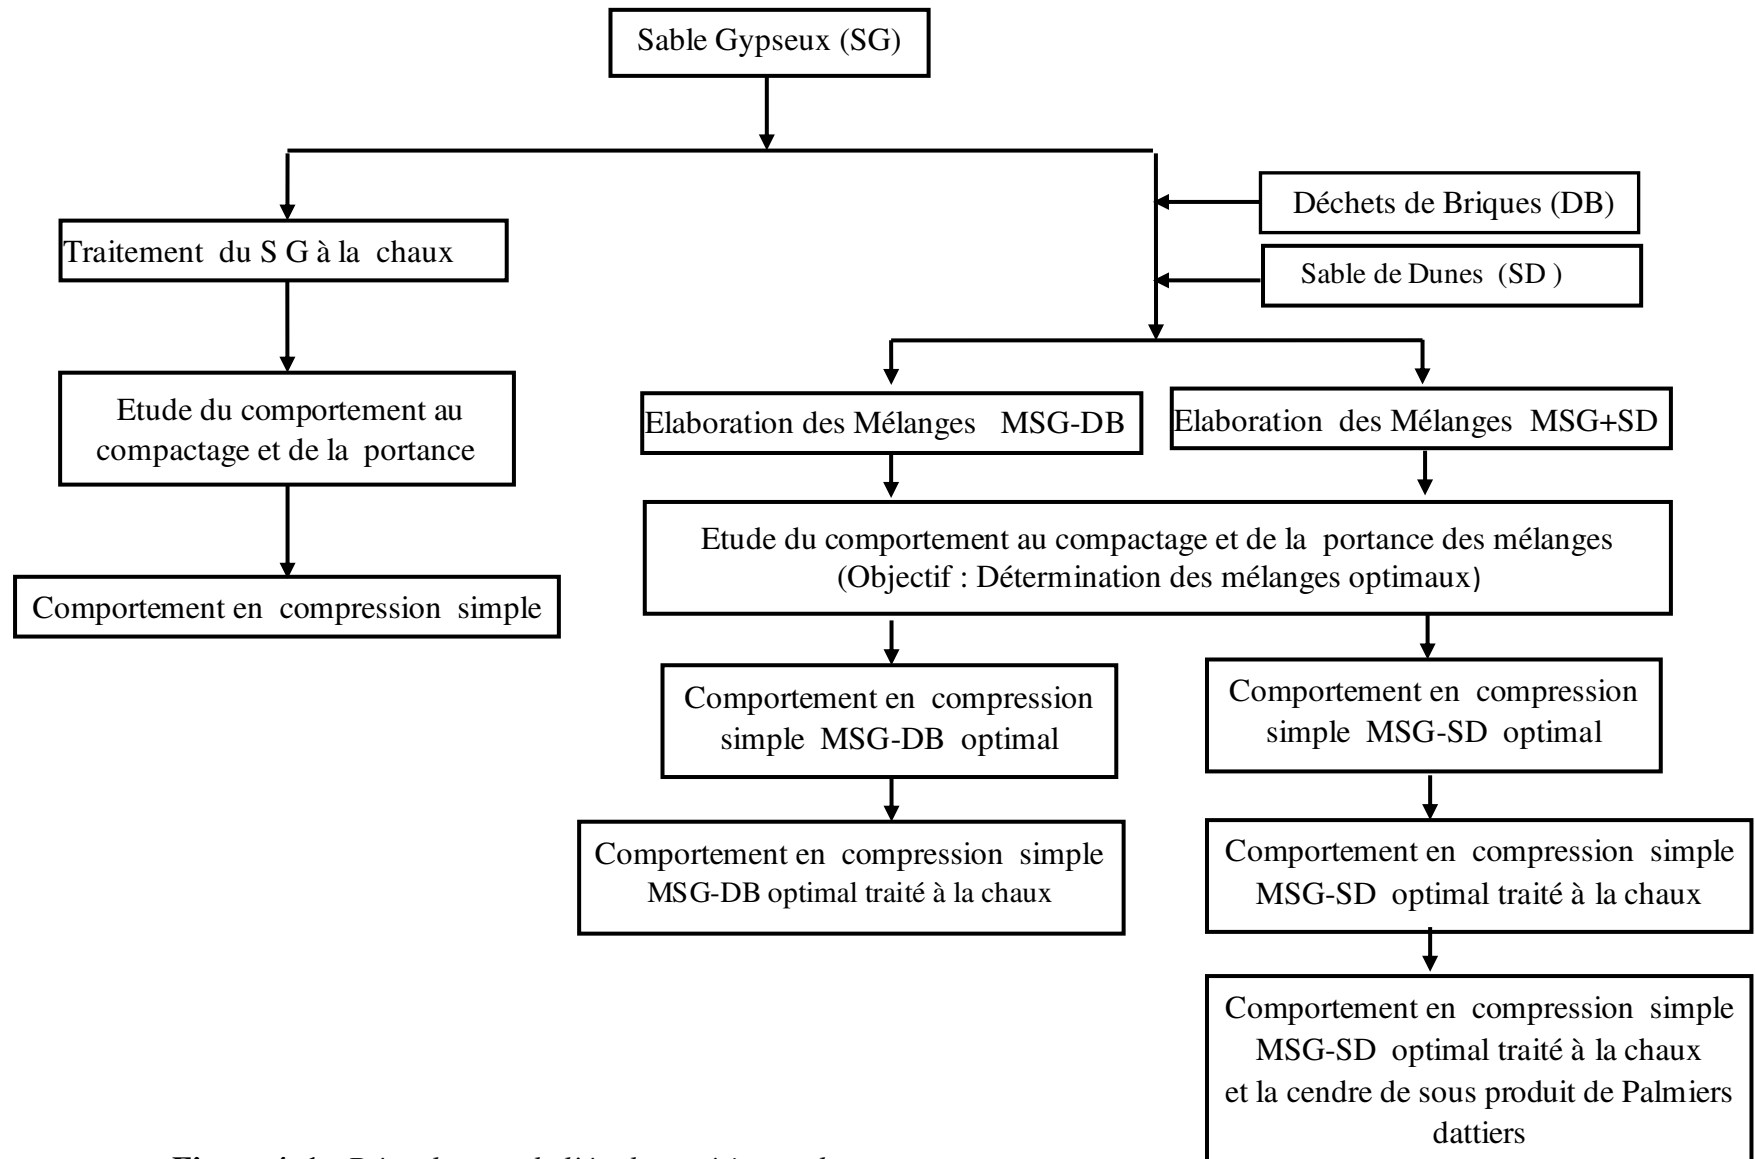 Sable Gypseux (SG)
Déchets de Briques (DB)
Traitement du S G à la chaux
Sable de Dunes (SD )
Etude du comportement au
compactage et de la portance
Elaboration des Mélanges MSG-DB
Elaboration des Mélanges MSG+SD
Etude du comportement au compactage et de la portance des mélanges
(Objectif : Détermination des mélanges optimaux)
Comportement en compression simple
Comportement en compression
simple MSG-DB optimal
Comportement en compression
simple MSG-SD optimal
Comportement en compression simple
MSG-DB optimal traité à la chaux
Comportement en compression simple
MSG-SD optimal traité à la chaux
Comportement en compression simple
MSG-SD optimal traité à la chaux
et la cendre de sous produit de Palmiers
dattiers